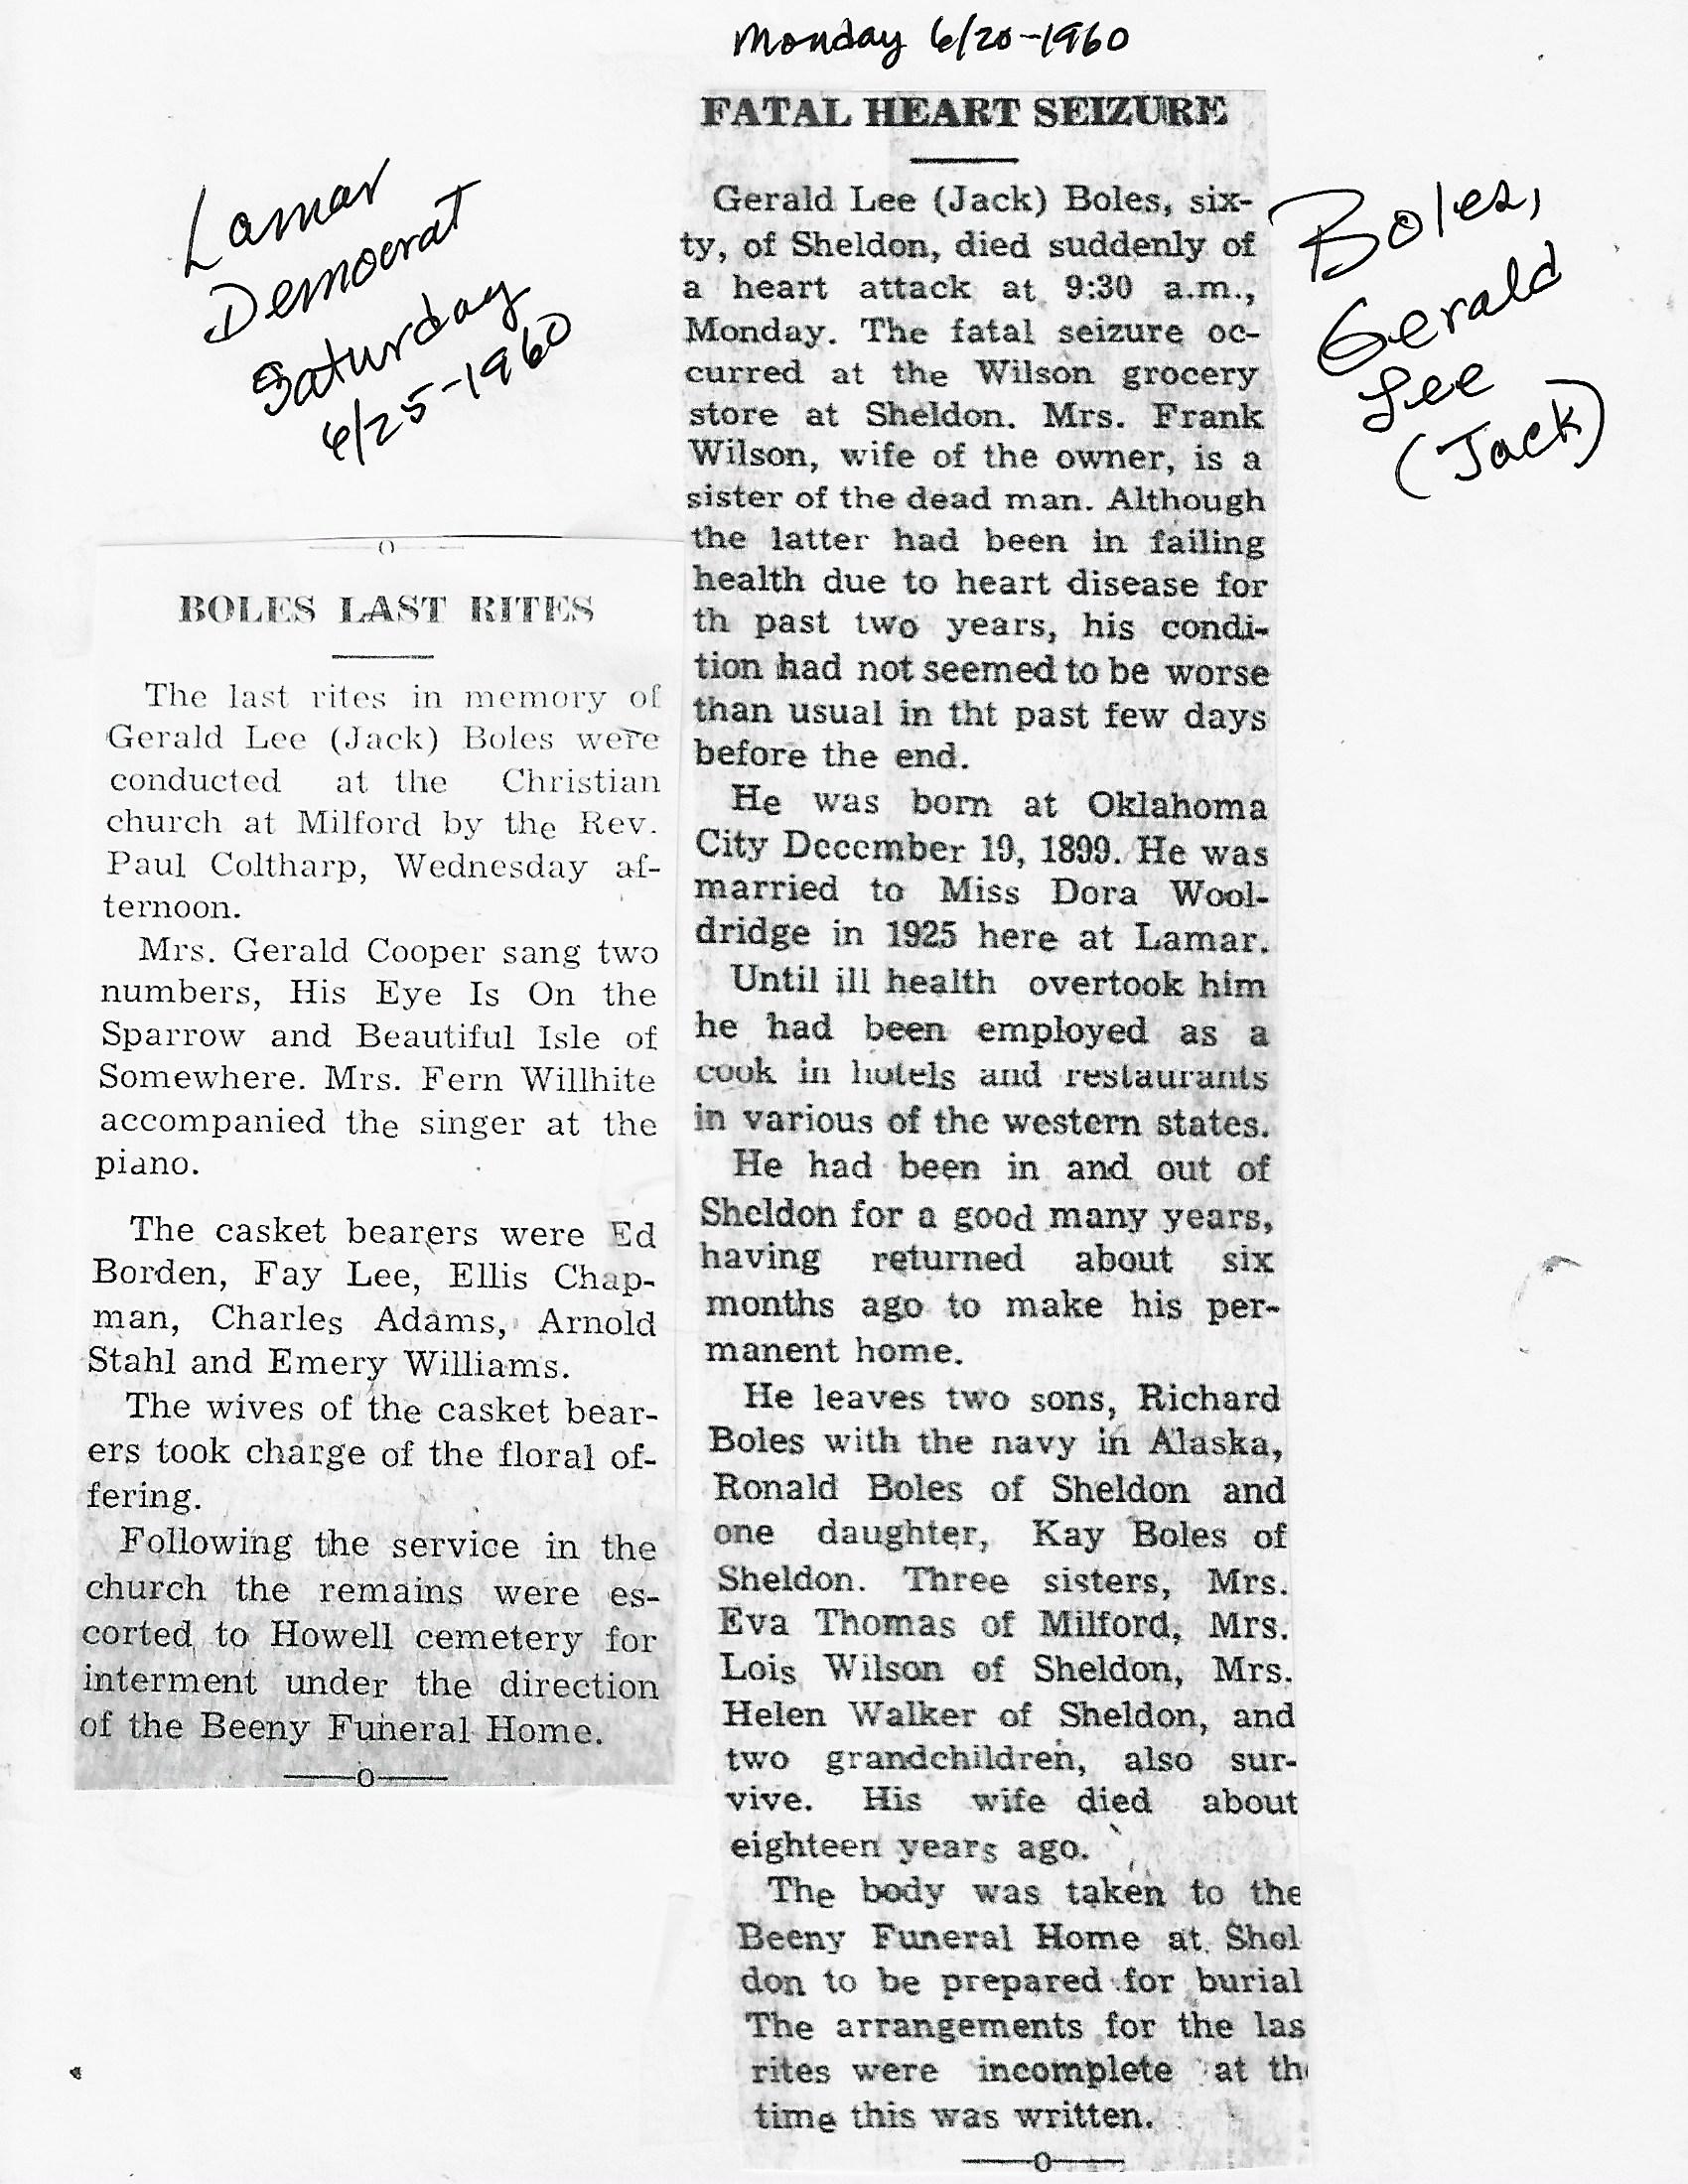 Monday 6/20-1960
Lamar
Democrat
Saturday
6/25-1960
Boles,
Gerald
Lee
(Jack)
FATAL HEART SEIZURE
Gerald Lee (Jack) Boles, six-
ty, of Sheldon, died suddenly of
a heart attack at 9:30 a.m.,
Monday. The fatal seizure oc-
curred at the Wilson grocery
store at Sheldon. Mrs. Frank
Wilson, wife of the owner, is a
sister of the dead man. Although
the latter had been in failing
health due to heart disease for
th past two years, his condi-
tion had not seemed to be worse
than usual in tht past few days
before the end.
He was born at Oklahoma
City December 19, 1899. He was
married to Miss Dora Wool-
dridge in 1925 here at Lamar.
Until ill health overtook him
he had been employed as a
cook in hotels and restaurants
in various of the western states.
He had been in and out of
Sheldon for a good many years,
having returned about six
months ago to make his per-
manent home.
He leaves two sons, Richard
Boles with the navy in Alaska,
Ronald Boles of Sheldon and
one daughter, Kay Boles of
Sheldon. Three sisters, Mrs.
Eva Thomas of Milford, Mrs.
Lois Wilson of Sheldon, Mrs.
Helen Walker of Sheldon, and
two grandchildren, also sur-
vive. His wife died about
eighteen years ago.
The body was taken to the
Beeny Funeral Home at Shel
don to be prepared for burial
The arrangements for the las
rites were incomplete at th
time this was written.
BOLES LAST RITES
The last rites in memory of
Gerald Lee (Jack) Boles were
conducted at the Christian
church at Milford by the Rev.
Paul Coltharp, Wednesday af-
ternoon.
Mrs. Gerald Cooper sang two
numbers, His Eye Is On the
Sparrow and Beautiful Isle of
Somewhere. Mrs. Fern Willhite
accompanied the singer at the
piano.
The casket bearers were Ed
Borden, Fay Lee, Ellis Chap-
man, Charles Adams, Arnold
Stahl and Emery Williams.
The wives of the casket bear-
ers took charge of the floral of-
fering.
Following the service in the
church the remains were es-
corted to Howell cemetery for
interment under the direction
of the Beeny Funeral Home.